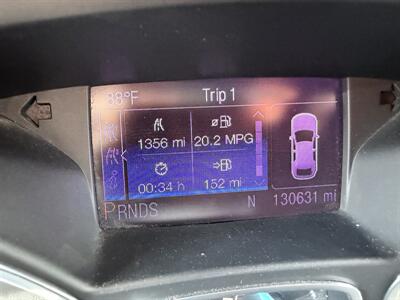 88°F Trip 1
1356 mi 20.2 MPG
00:34 h 152 mi
PRNDS N 130631 mi